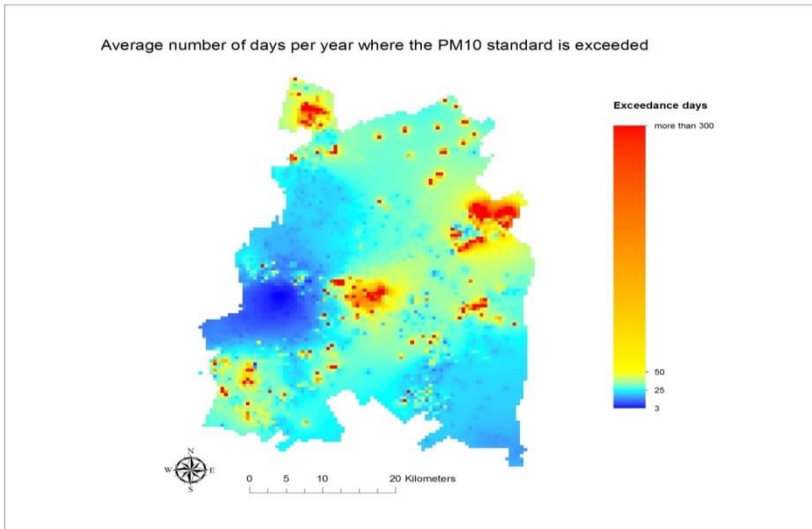 Average number of days per year where the PM10 standard is exceeded
Exceedance days
more than 300
50
25
3
N
W E
S
0 5 10 20 Kilometers